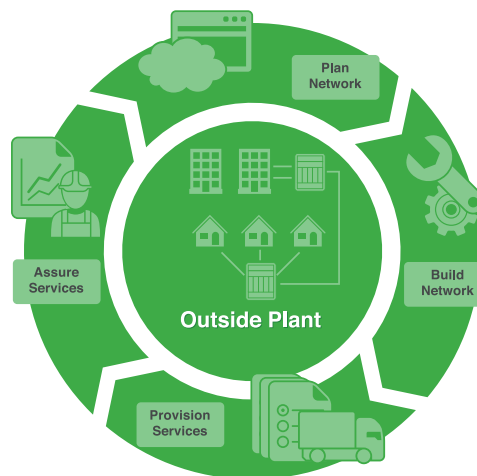 Plan
Network
Build
Network
Provision
Services
Assure
Services
Outside Plant